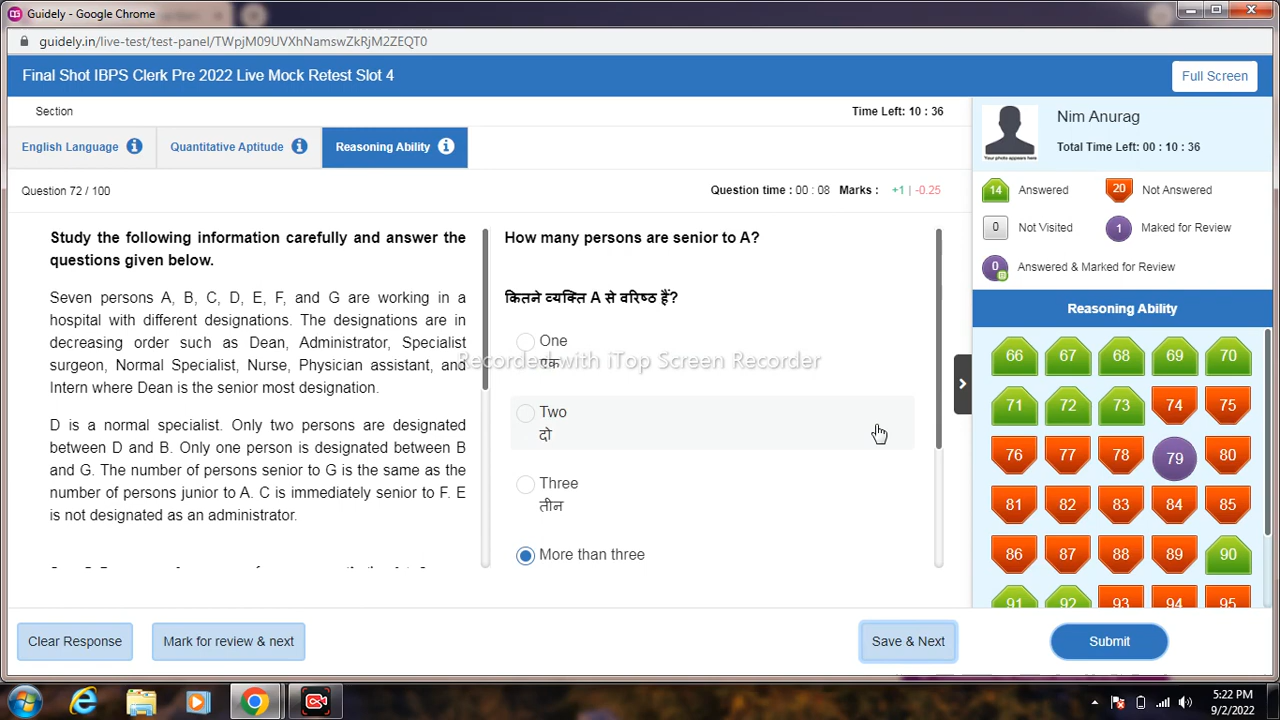 Guidely - Google Chrome
guidely.in/live-test/test-panel/TWpjM09UVXhNamswZkRjM2ZEQT0
Final Shot IBPS Clerk Pre 2022 Live Mock Retest Slot 4
Full Screen
Section
Time Left: 10 : 36
English Language
Quantitative Aptitude
Reasoning Ability
Question 72 / 100
Question time : 00 : 08 Marks : +1 | -0.25
Study the following information carefully and answer the
questions given below.
Seven persons A, B, C, D, E, F, and G are working in a
hospital with different designations. The designations are in
decreasing order such as Dean, Administrator, Specialist
surgeon, Normal Specialist, Nurse, Physician assistant, and
Intern where Dean is the senior most designation.
D is a normal specialist. Only two persons are designated
between D and B. Only one person is designated between B
and G. The number of persons senior to G is the same as the
number of persons junior to A. C is immediately senior to F. E
is not designated as an administrator.
How many persons are senior to A?
कितने व्यक्ति A से वरिष्ठ हैं?
One
एक
Two
दो
Three
तीन
More than three
Recorded with iTop Screen Recorder
Clear Response
Mark for review & next
Save & Next
Nim Anurag
Total Time Left: 00 : 10 : 36
Your photo appears here
14 Answered
20 Not Answered
0 Not Visited
1 Maked for Review
0 Answered & Marked for Review
Reasoning Ability
66 67 68 69 70
71 72 73 74 75
76 77 78 79 80
81 82 83 84 85
86 87 88 89 90
91 92 93 94 95
Submit
5:22 PM
9/2/2022